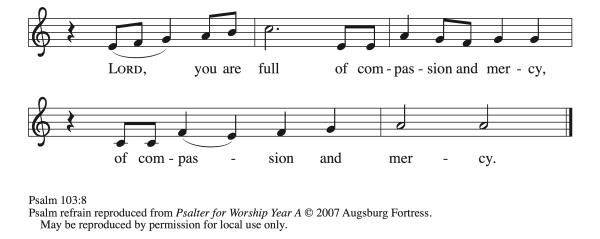 LORD, you are full of com - pas - sion and mer - cy,
of com - pas - sion and mer - cy.
Psalm 103:8
Psalm refrain reproduced from Psalter for Worship Year A © 2007 Augsburg Fortress.
May be reproduced by permission for local use only.